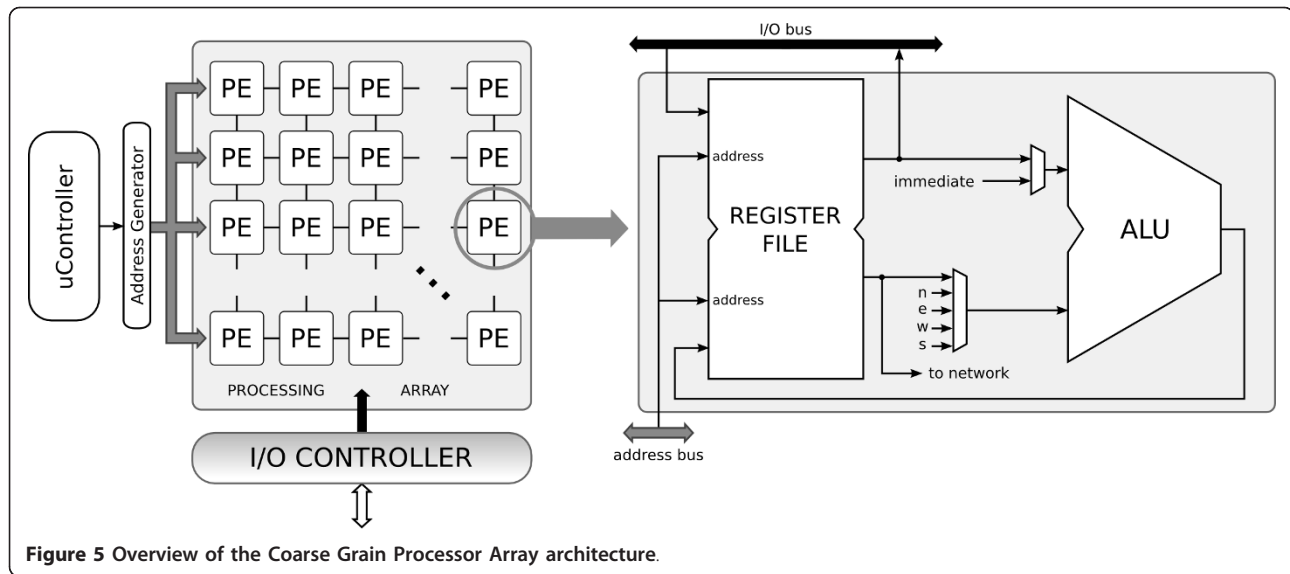 uController
Address Generator
PE PE PE PE
PE PE PE PE
PE PE PE PE
PE PE PE PE
PROCESSING ARRAY
I/O CONTROLLER
I/O bus
address
immediate
REGISTER
FILE
ALU
address
n
e
w
s
to network
address bus
Figure 5 Overview of the Coarse Grain Processor Array architecture.